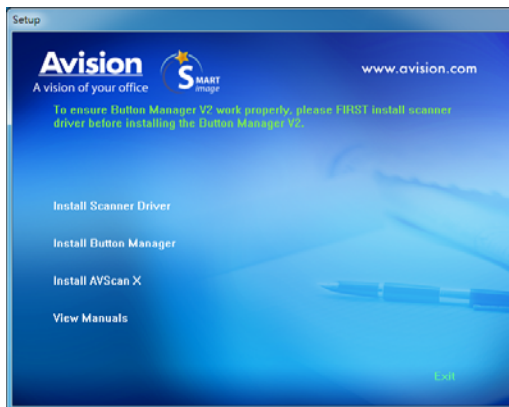 Setup
Avision
A vision of your office
SMART
image
www.avision.com
To ensure Button Manager V2 work properly, please FIRST install scanner
driver before installing the Button Manager V2.
Install Scanner Driver
Install Button Manager
Install AVScan X
View Manuals
Exit